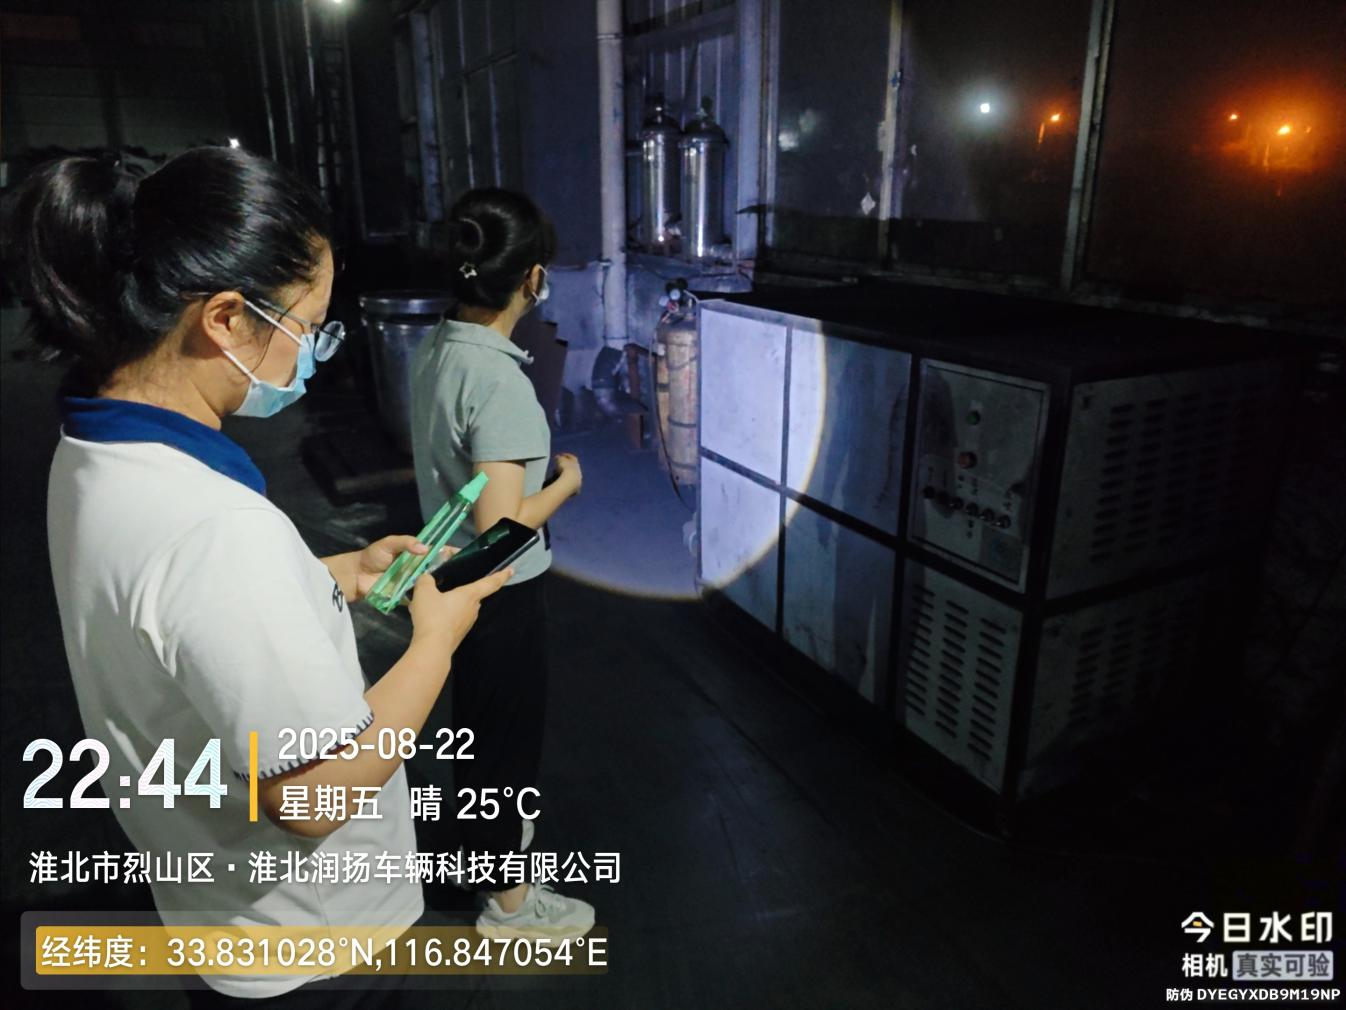 22:44
2025-08-22
星期五 晴 25°C
淮北市烈山区·淮北润扬车辆科技有限公司
经纬度：33.831028°N,116.847054°E
今日水印
相机 真实可验
防伪 DYEGYXDB9M19NP